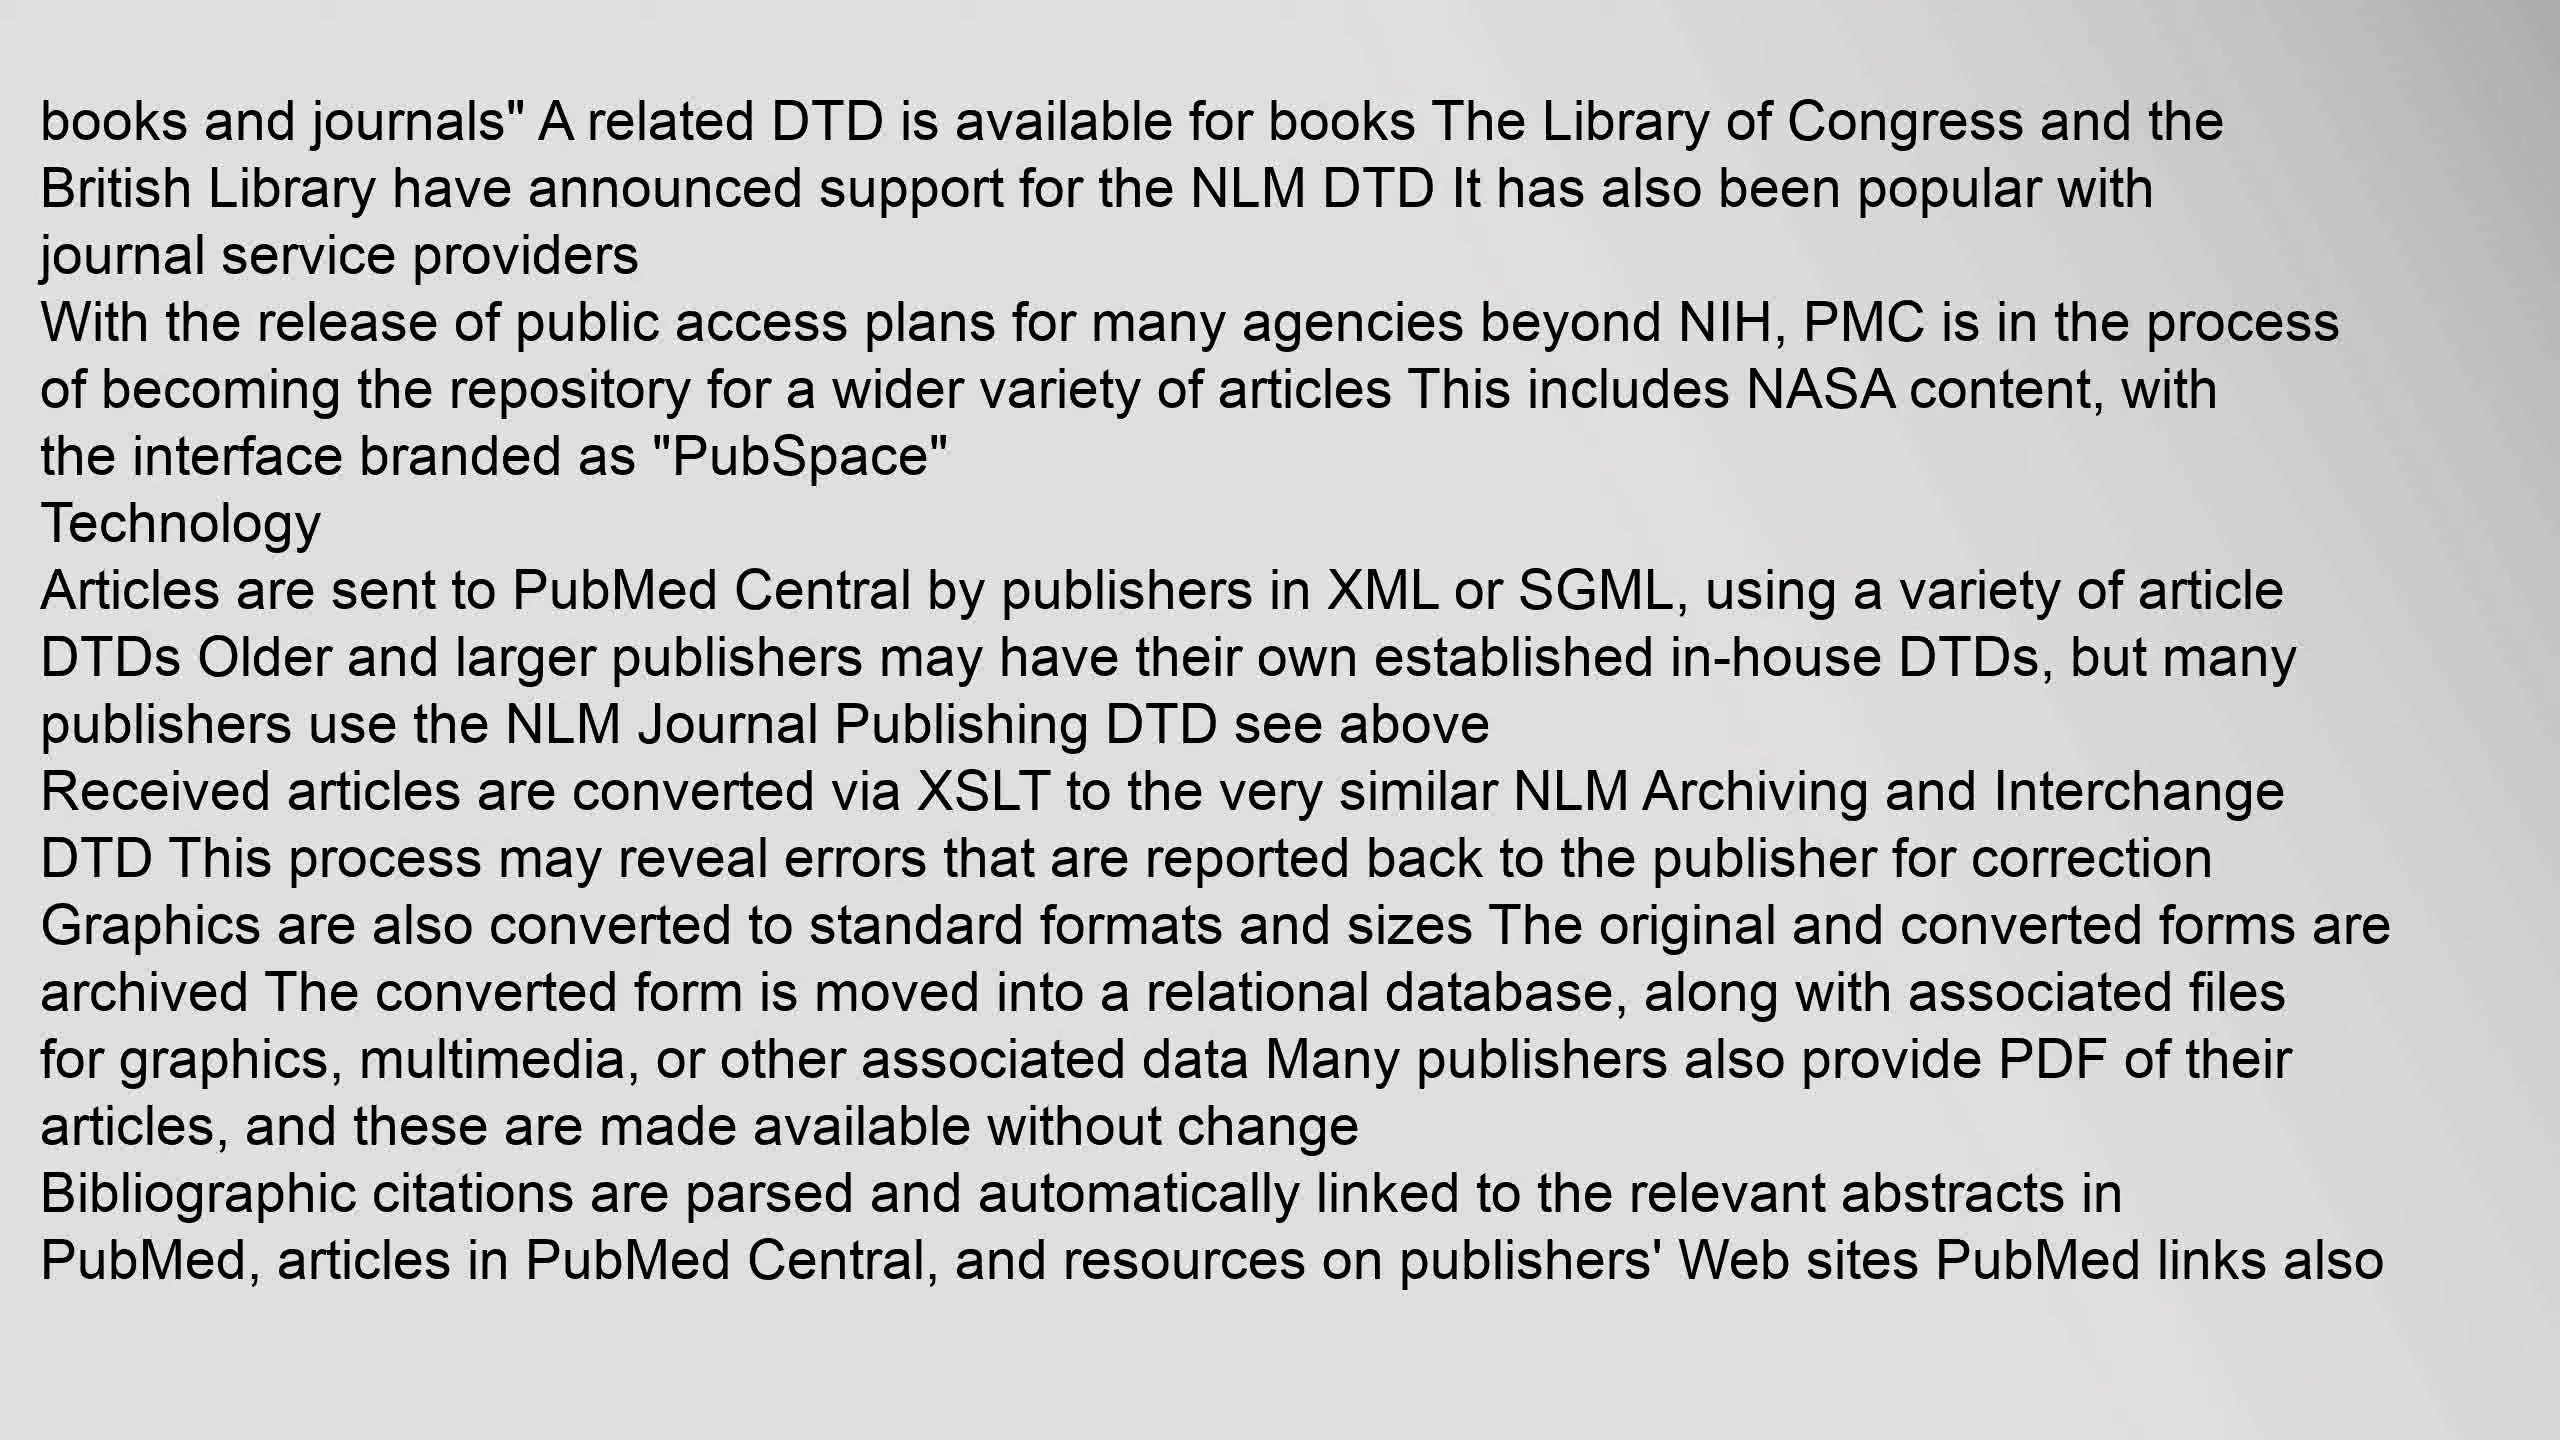 books and journals" A related DTD is available for books The Library of Congress and the
British Library have announced support for the NLM DTD It has also been popular with
journal service providers
With the release of public access plans for many agencies beyond NIH, PMC is in the process
of becoming the repository for a wider variety of articles This includes NASA content, with
the interface branded as "PubSpace"
Technology
Articles are sent to PubMed Central by publishers in XML or SGML, using a variety of article
DTDs Older and larger publishers may have their own established in-house DTDs, but many
publishers use the NLM Journal Publishing DTD see above
Received articles are converted via XSLT to the very similar NLM Archiving and Interchange
DTD This process may reveal errors that are reported back to the publisher for correction
Graphics are also converted to standard formats and sizes The original and converted forms are
archived The converted form is moved into a relational database, along with associated files
for graphics, multimedia, or other associated data Many publishers also provide PDF of their
articles, and these are made available without change
Bibliographic citations are parsed and automatically linked to the relevant abstracts in
PubMed, articles in PubMed Central, and resources on publishers' Web sites PubMed links also